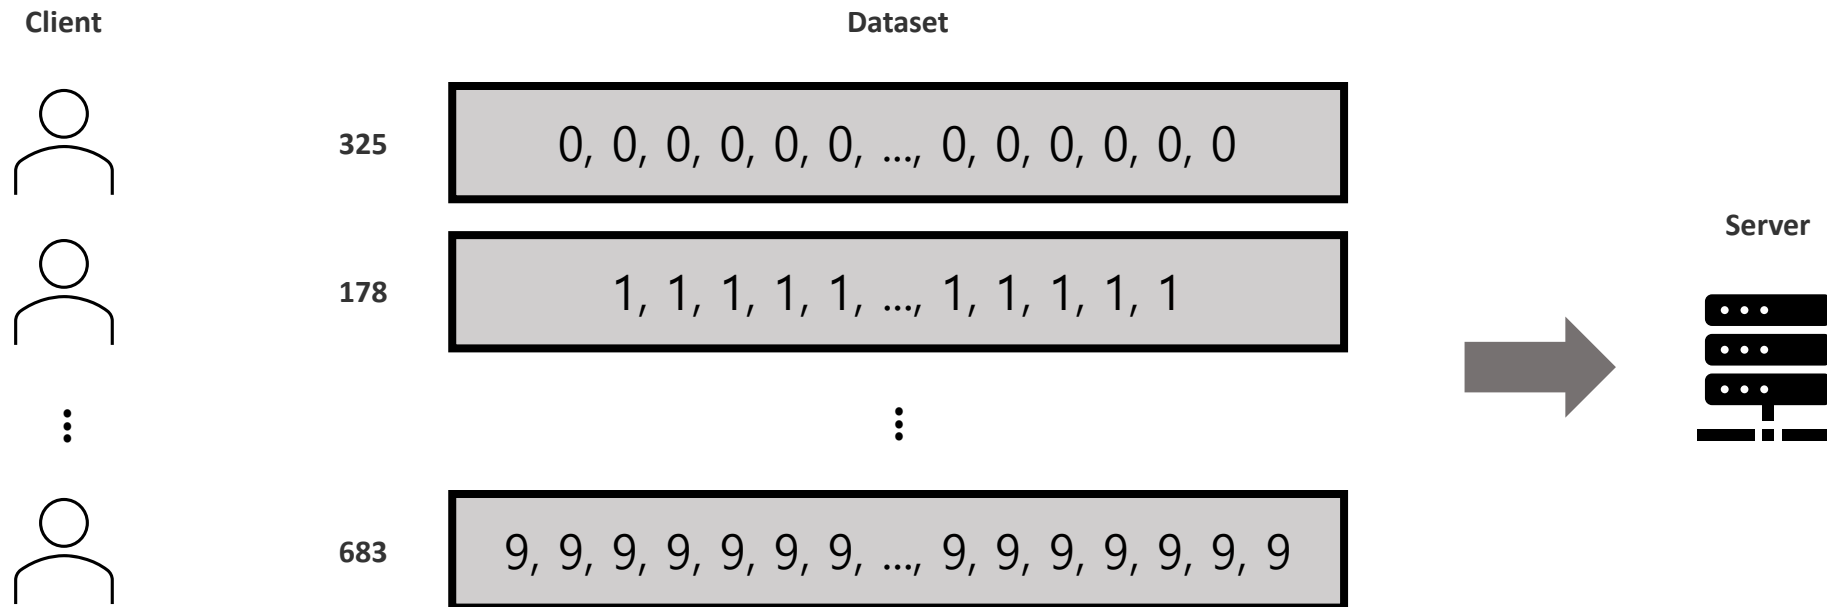 Client
Dataset
325
0, 0, 0, 0, 0, 0, ..., 0, 0, 0, 0, 0, 0
Server
178
1, 1, 1, 1, 1, ..., 1, 1, 1, 1, 1
683
9, 9, 9, 9, 9, 9, 9, ..., 9, 9, 9, 9, 9, 9, 9